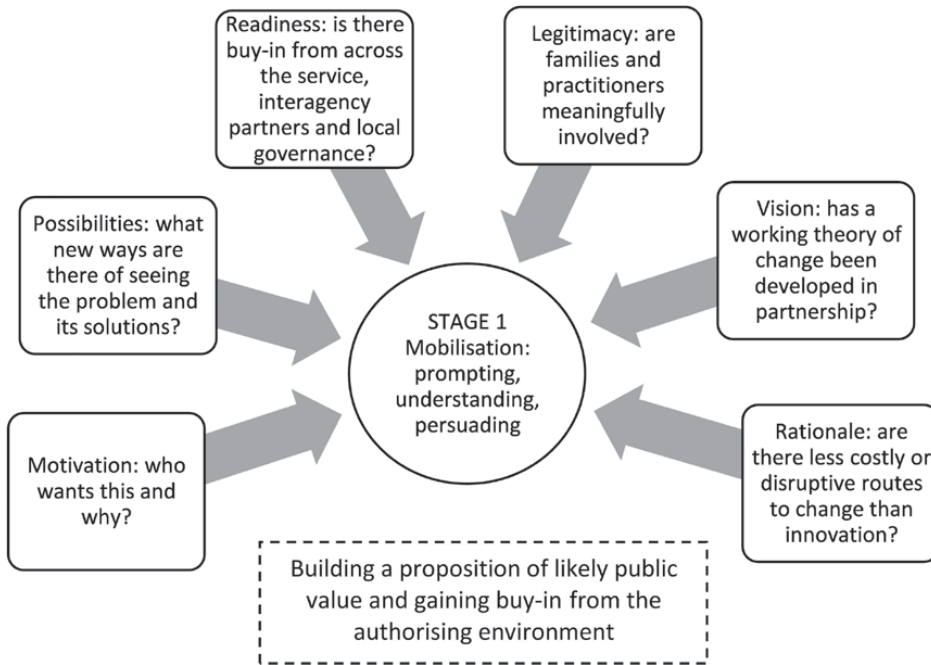 Readiness: is there
buy-in from across
the service,
interagency
partners and local
governance?
Legitimacy: are
families and
practitioners
meaningfully
involved?
Possibilities: what
new ways are
there of seeing
the problem and
its solutions?
Vision: has a
working theory of
change been
developed in
partnership?
STAGE 1
Mobilisation:
prompting,
understanding,
persuading
Motivation: who
wants this and
why?
Rationale: are
there less costly or
disruptive routes
to change than
innovation?
Building a proposition of likely public
value and gaining buy-in from the
authorising environment